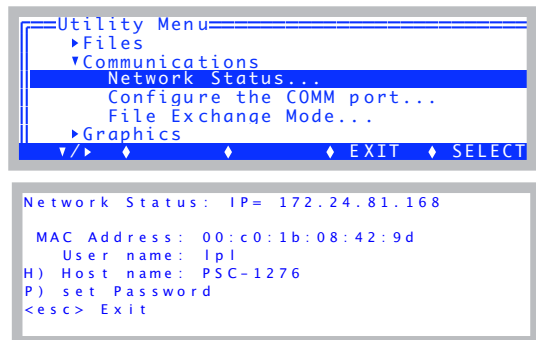 Utility Menu
▸Files
▾Communications
Network Status...
Configure the COMM port...
File Exchange Mode...
▸Graphics
▾/▸ ♦ ♦ ♦ EXIT ♦ SELECT
Network Status: IP= 172.24.81.168
MAC Address: 00:c0:1b:08:42:9d
User name: lpl
H) Host name: PSC-1276
P) set Password
<esc> Exit